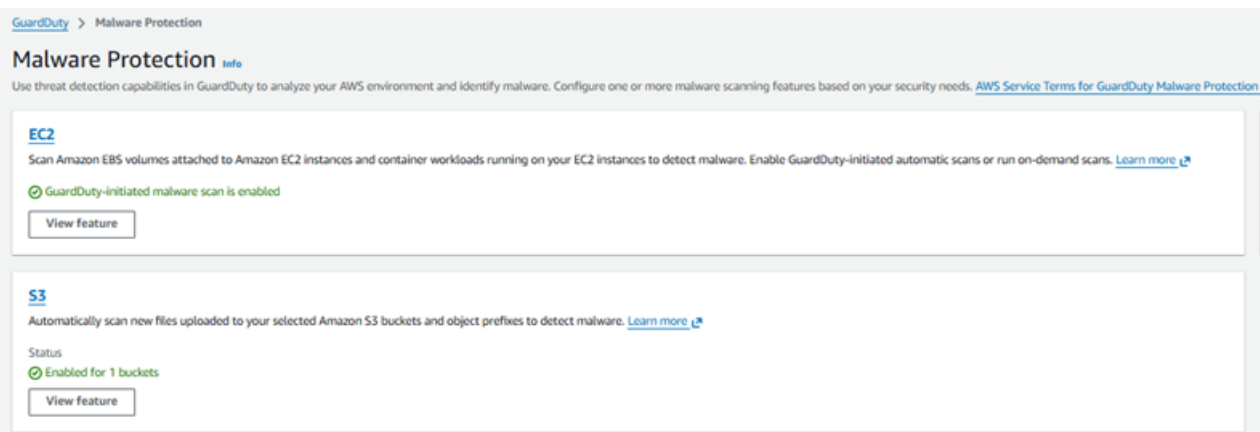 GuardDuty > Malware Protection
Malware Protection Info
Use threat detection capabilities in GuardDuty to analyze your AWS environment and identify malware. Configure one or more malware scanning features based on your security needs. AWS Service Terms for GuardDuty Malware Protection
EC2
Scan Amazon EBS volumes attached to Amazon EC2 instances and container workloads running on your EC2 instances to detect malware. Enable GuardDuty-initiated automatic scans or run on-demand scans. Learn more
GuardDuty-initiated malware scan is enabled
View feature
S3
Automatically scan new files uploaded to your selected Amazon S3 buckets and object prefixes to detect malware. Learn more
Status
Enabled for 1 buckets
View feature